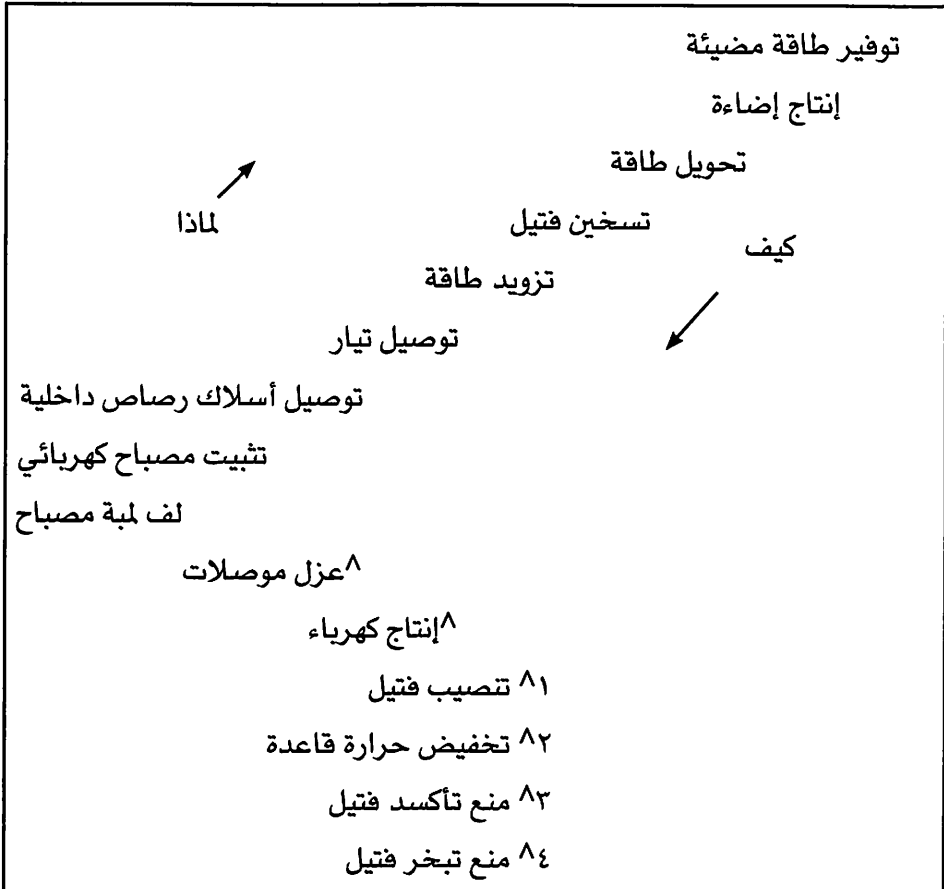 توفير طاقة مضيئة
إنتاج إضاءة
تحويل طاقة
لماذا
تسخين فتيل
كيف
تزويد طاقة
توصيل تيار
توصيل أسلاك رصاص داخلية
تثبيت مصباح كهربائي
لف لمبة مصباح
^عزل موصلات
^إنتاج كهرباء
١^ تنصيب فتيل
٢^ تخفيض حرارة قاعدة
٣^ منع تأكسد فتيل
٤^ منع تبخر فتيل